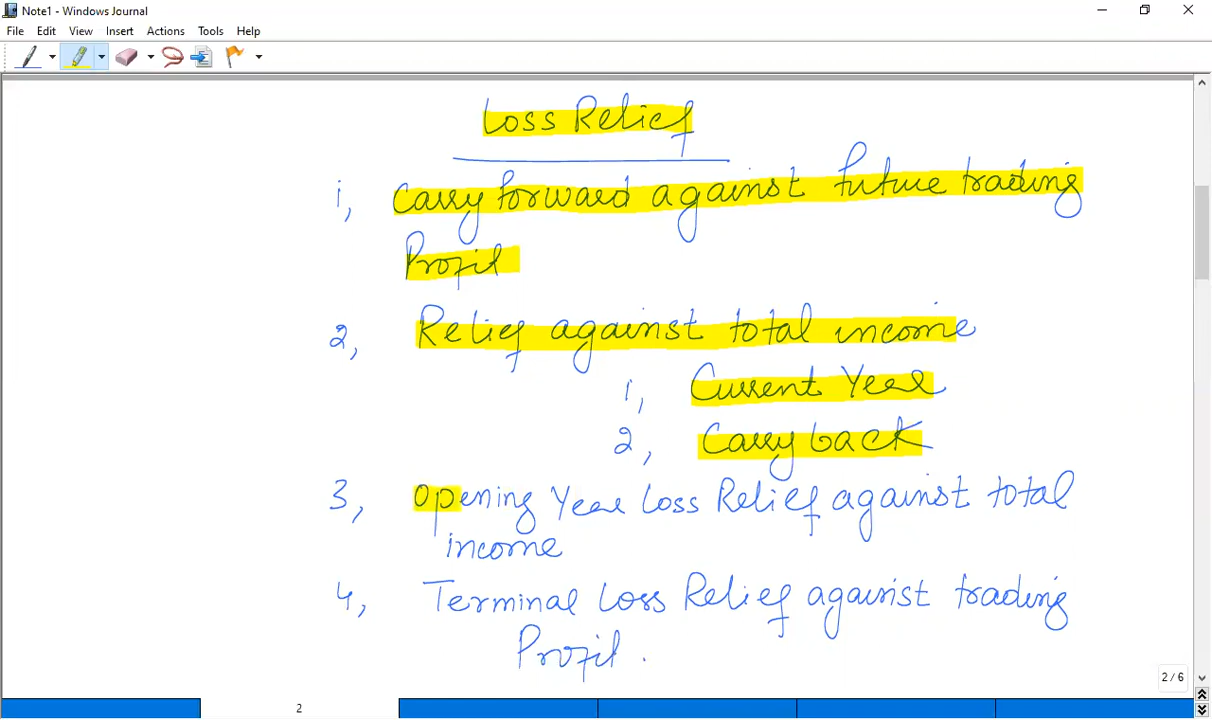 Note1 - Windows Journal
File Edit View Insert Actions Tools Help
Loss Relief
1, Carry forward against future trading
Profit
2, Relief against total income
1, Current Year
2, Carry back
3, Opening Year Loss Relief against total
income
4, Terminal Loss Relief against trading
Profit.
2 / 6
2